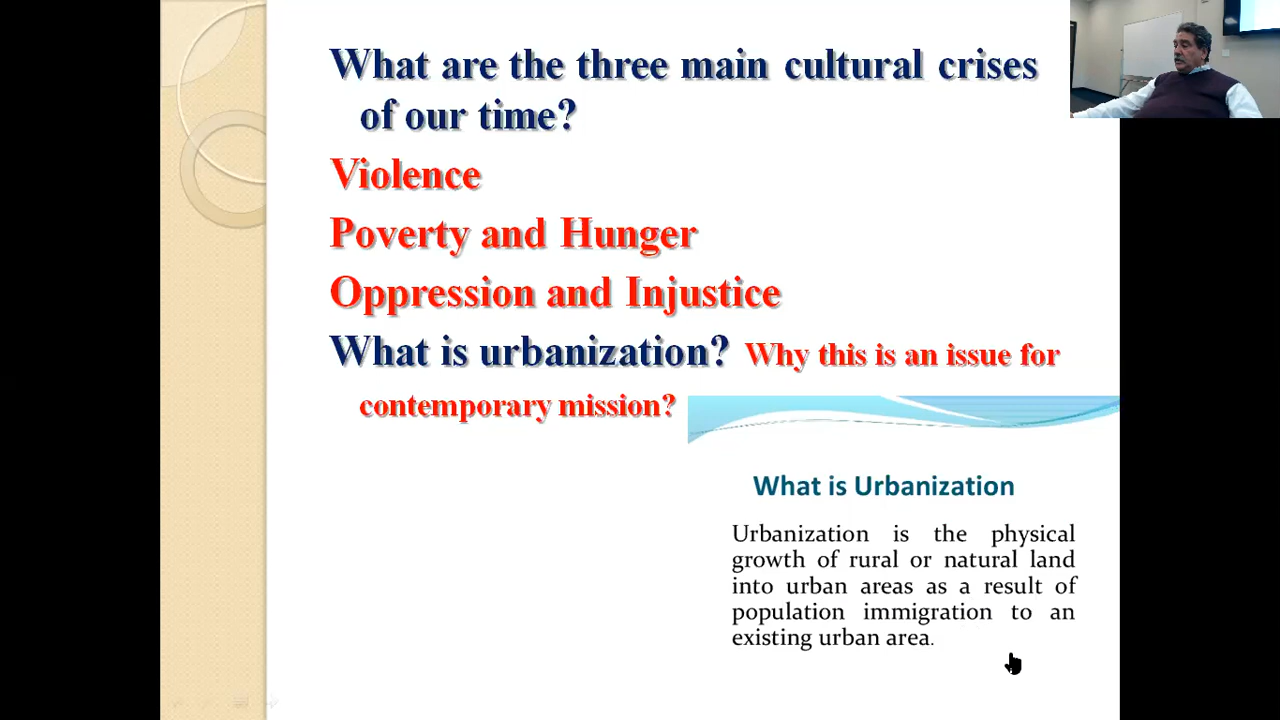 What are the three main cultural crises
of our time?
Violence
Poverty and Hunger
Oppression and Injustice
What is urbanization? Why this is an issue for
contemporary mission?
What is Urbanization
Urbanization is the physical
growth of rural or natural land
into urban areas as a result of
population immigration to an
existing urban area.